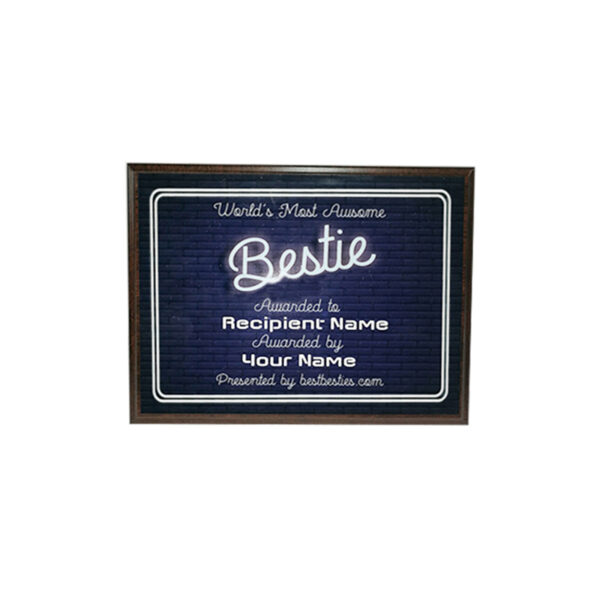 World's Most Awsome
Bestie
Awarded to
Recipient Name
Awarded by
Your Name
Presented by bestbesties.com